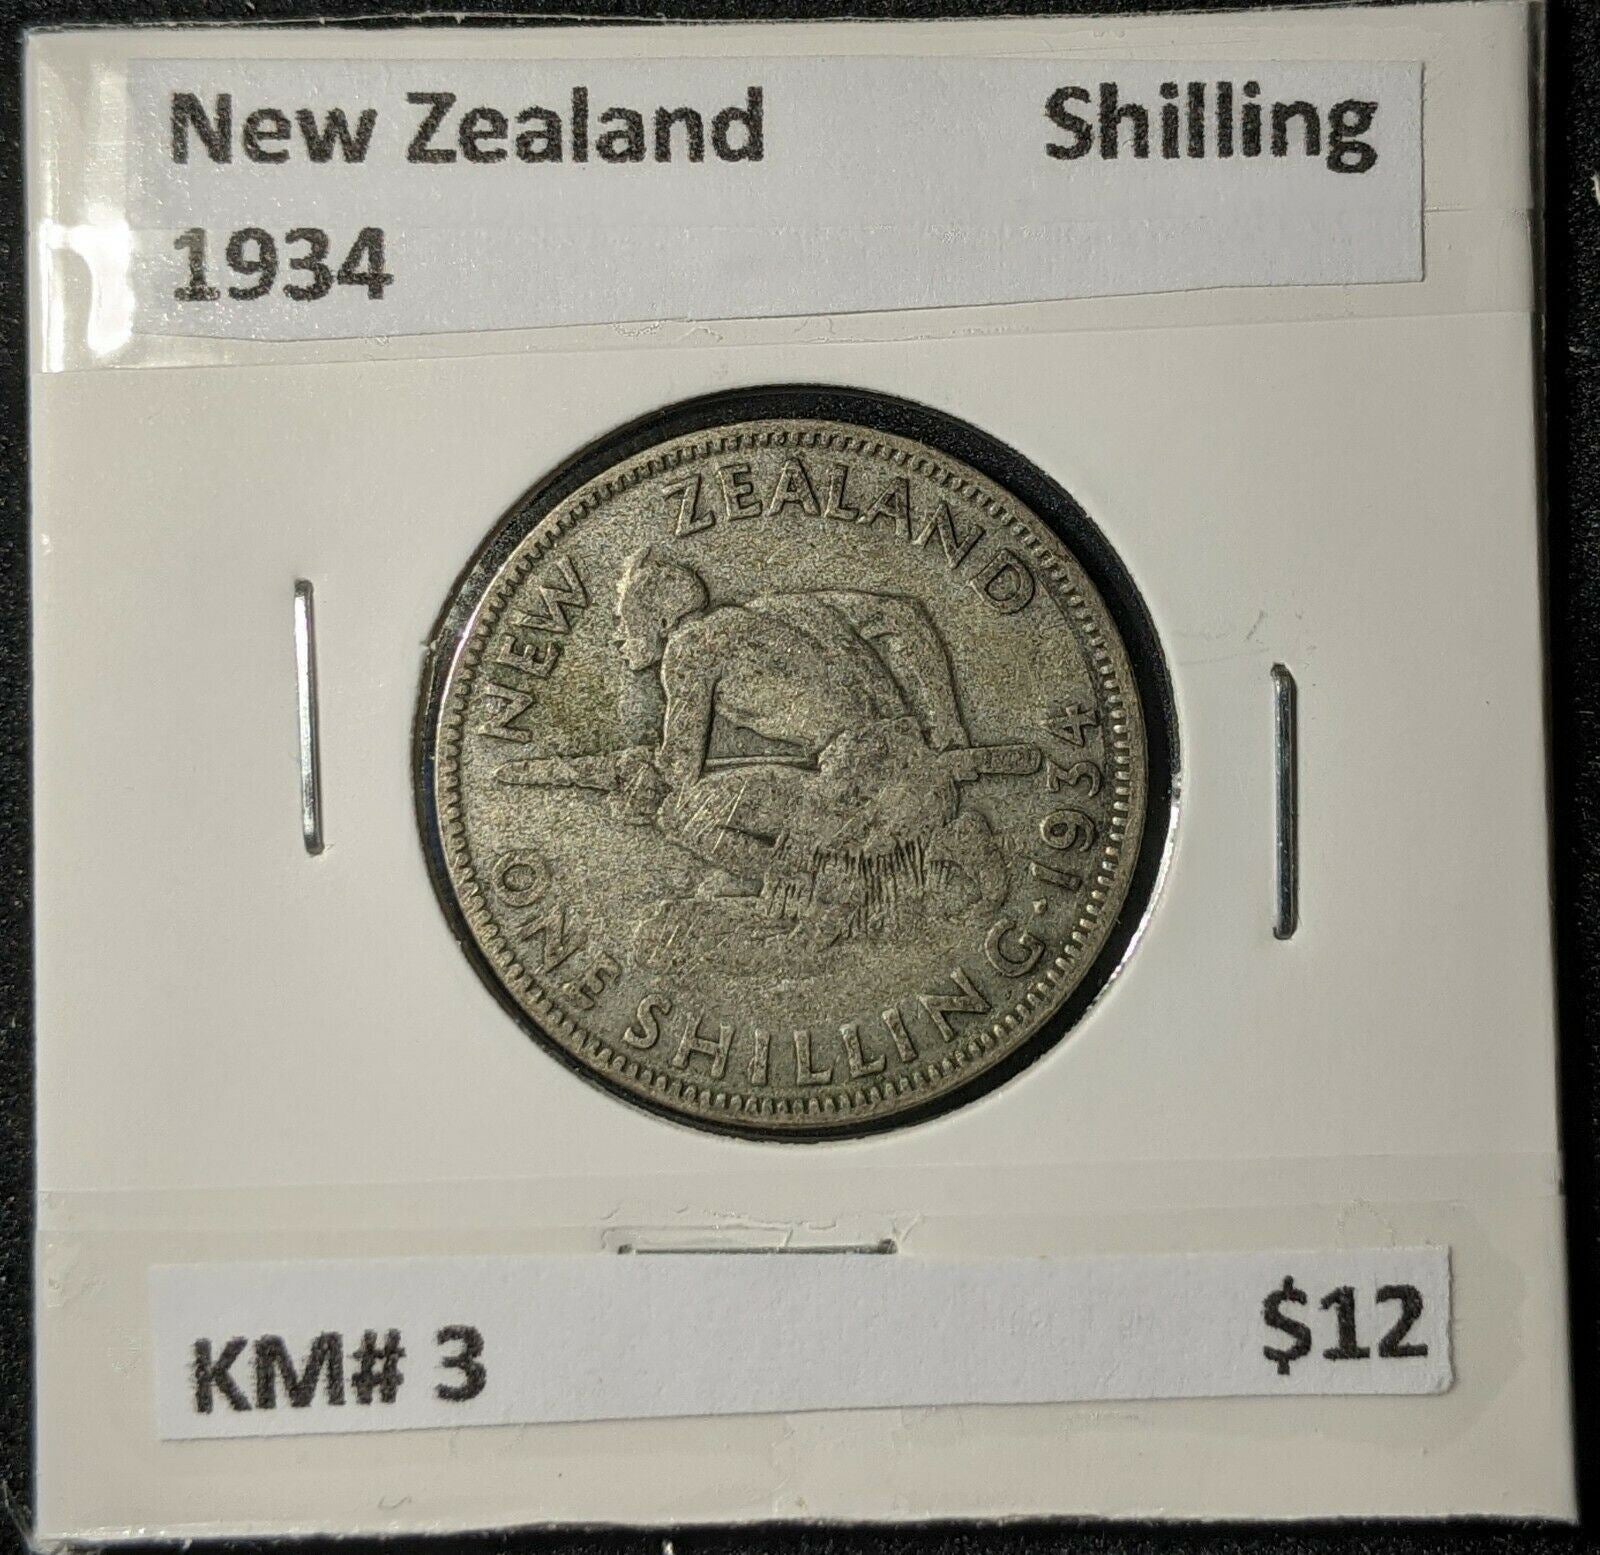 New Zealand Shilling
1934
NEW ZEALAND
1934
ONE SHILLING ·
KM# 3 $12